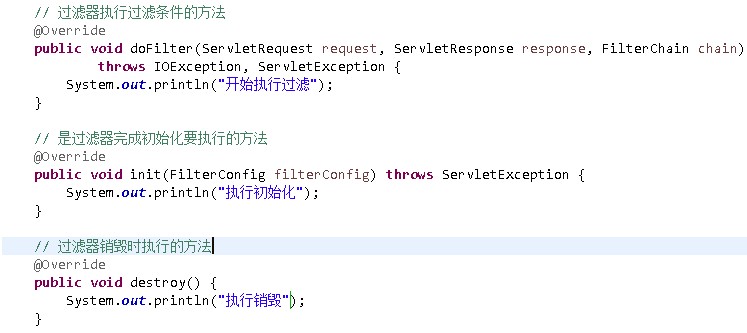 // 过滤器执行过滤条件的方法
@Override
public void doFilter(ServletRequest request, ServletResponse response, FilterChain chain)
throws IOException, ServletException {
System.out.println("开始执行过滤");
}
// 是过滤器完成初始化要执行的方法
@Override
public void init(FilterConfig filterConfig) throws ServletException {
System.out.println("执行初始化");
}
// 过滤器销毁时执行的方法
@Override
public void destroy() {
System.out.println("执行销毁");
}